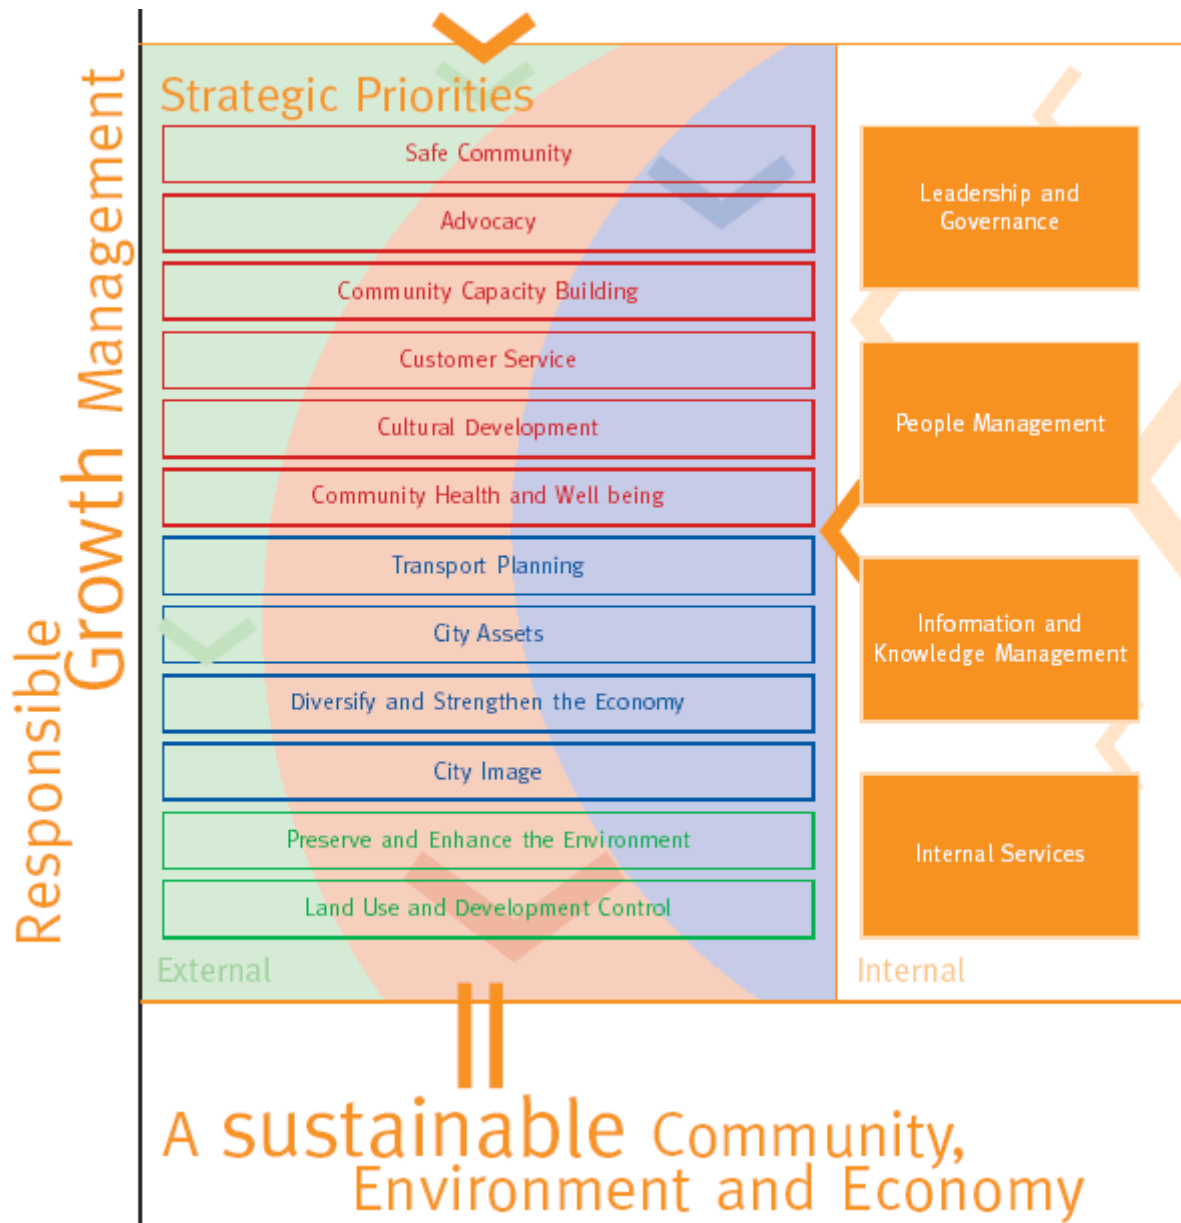 Responsible
Growth Management
Strategic Priorities
Safe Community
Advocacy
Community Capacity Building
Customer Service
Cultural Development
Community Health and Well being
Transport Planning
City Assets
Diversify and Strengthen the Economy
City Image
Preserve and Enhance the Environment
Land Use and Development Control
External
Leadership and
Governance
People Management
Information and
Knowledge Management
Internal Services
Internal
A sustainable Community,
Environment and Economy